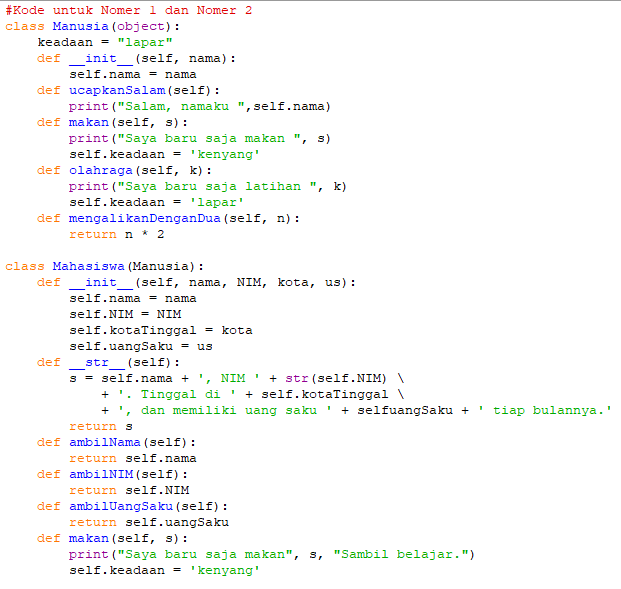 #Kode untuk Nomer 1 dan Nomer 2
class Manusia(object):
    keadaan = "lapar"
    def __init__(self, nama):
        self.nama = nama
    def ucapkanSalam(self):
        print("Salam, namaku ",self.nama)
    def makan(self, s):
        print("Saya baru saja makan ", s)
        self.keadaan = 'kenyang'
    def olahraga(self, k):
        print("Saya baru saja latihan ", k)
        self.keadaan = 'lapar'
    def mengalikanDenganDua(self, n):
        return n * 2

class Mahasiswa(Manusia):
    def __init__(self, nama, NIM, kota, us):
        self.nama = nama
        self.NIM = NIM
        self.kotaTinggal = kota
        self.uangSaku = us
    def __str__(self):
        s = self.nama + ', NIM ' + str(self.NIM) \
            + '. Tinggal di ' + self.kotaTinggal \
            + ', dan memiliki uang saku ' + selfuangSaku + ' tiap bulannya.'
        return s
    def ambilNama(self):
        return self.nama
    def ambilNIM(self):
        return self.NIM
    def ambilUangSaku(self):
        return self.uangSaku
    def makan(self, s):
        print("Saya baru saja makan", s, "Sambil belajar.")
        self.keadaan = 'kenyang'